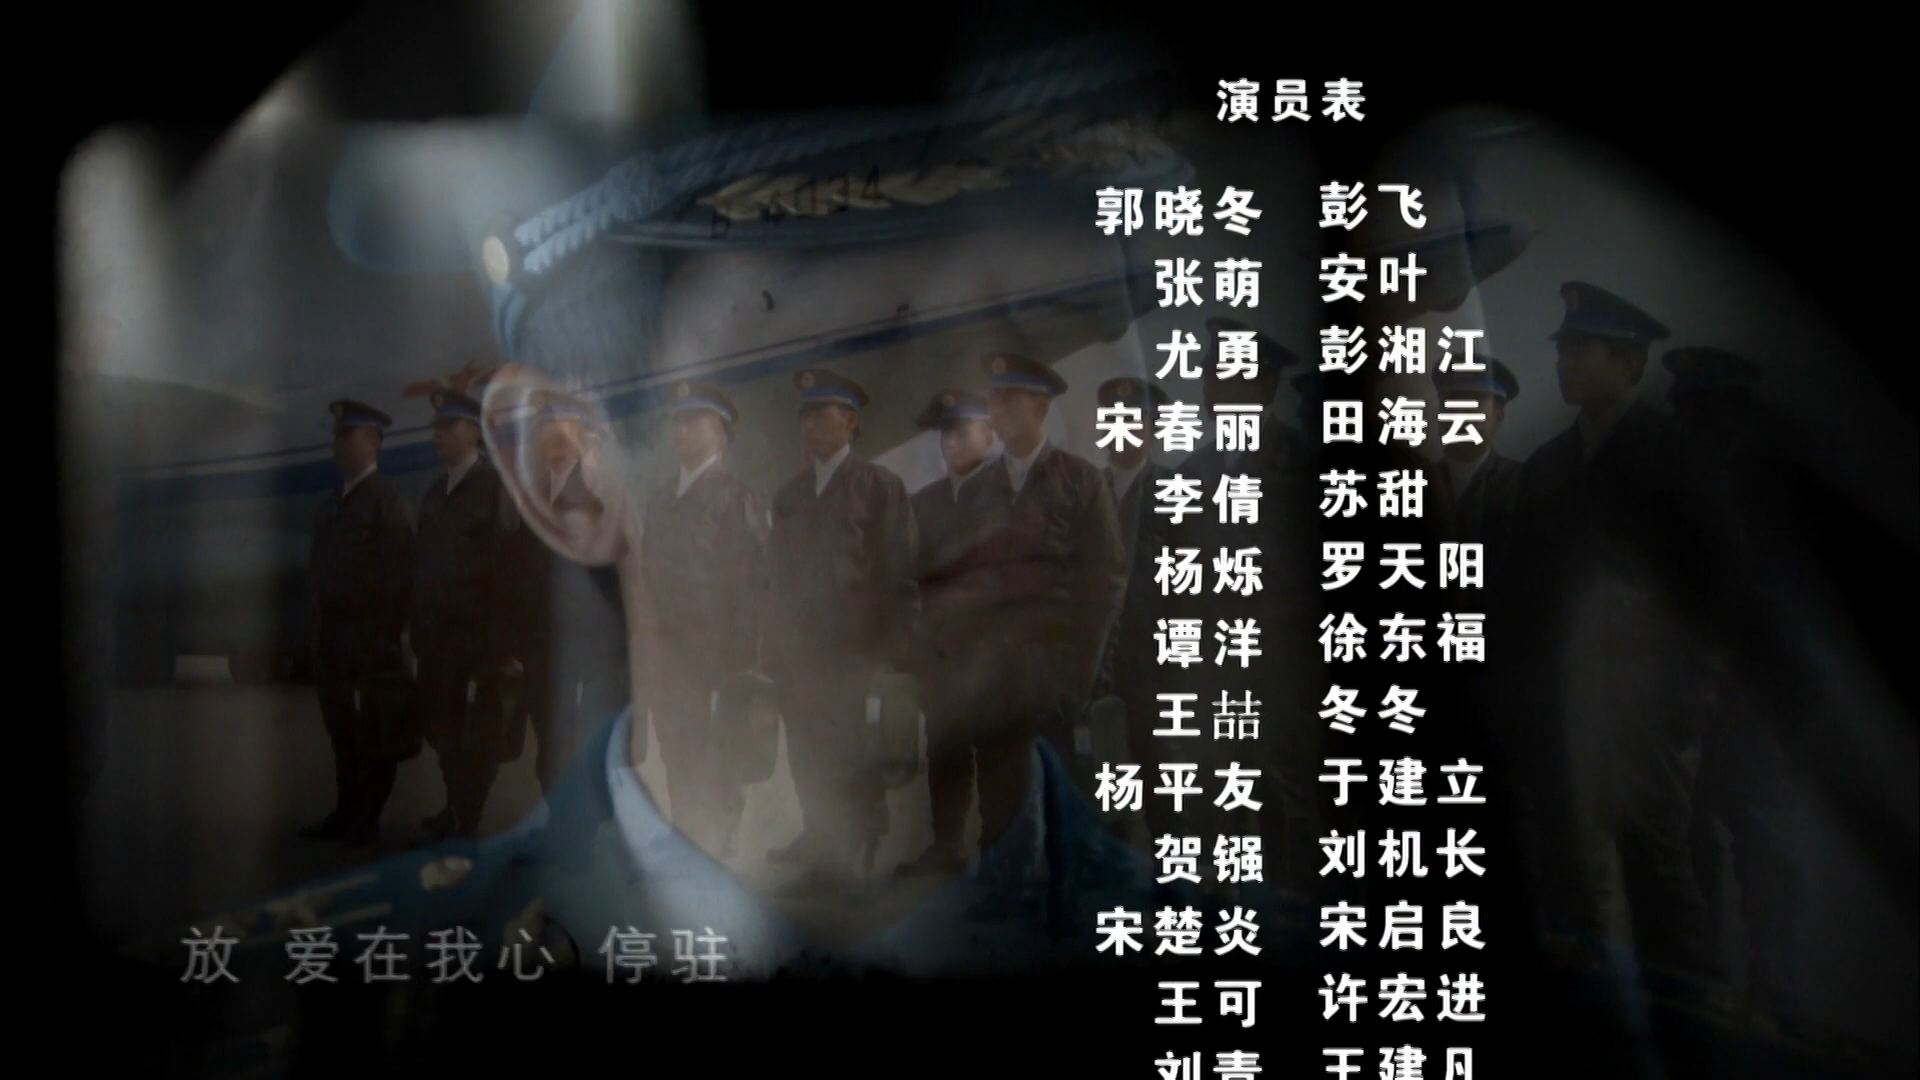 演员表
郭晓冬 彭飞
张萌 安叶
尤勇 彭湘江
宋春丽 田海云
李倩 苏甜
杨烁 罗天阳
谭洋 徐东福
王喆 冬冬
杨平友 于建立
贺镪 刘机长
宋楚炎 宋启良
王可 许宏进
放 爱在我心 停驻